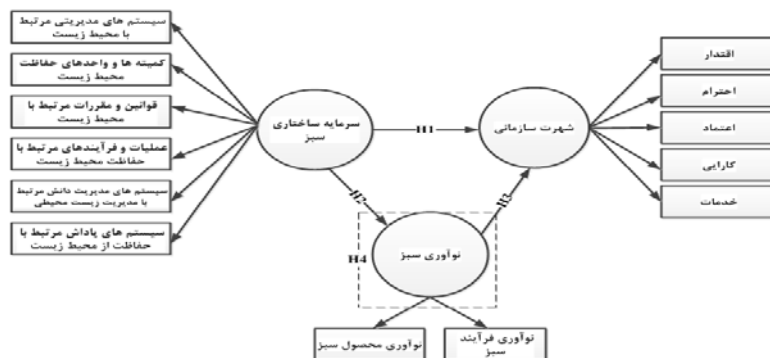 سیستم های مدیریتی مرتبط
با محیط زیست
کمیته ها و واحدهای حفاظت
محیط زیست
قوانین و مقررات مرتبط با
محیط زیست
عملیات و فرآیندهای مرتبط با
حفاظت محیط زیست
سیستم های مدیریت دانش مرتبط
با مدیریت زیست محیطی
سیستم های پاداش مرتبط با
حفاظت از محیط زیست
سرمایه ساختاری
سبز
H1
H2
H3
H4
شهرت سازمانی
اقتدار
احترام
اعتماد
کارایی
خدمات
نوآوری سبز
نوآوری فرآیند
سبز
نوآوری محصول سبز